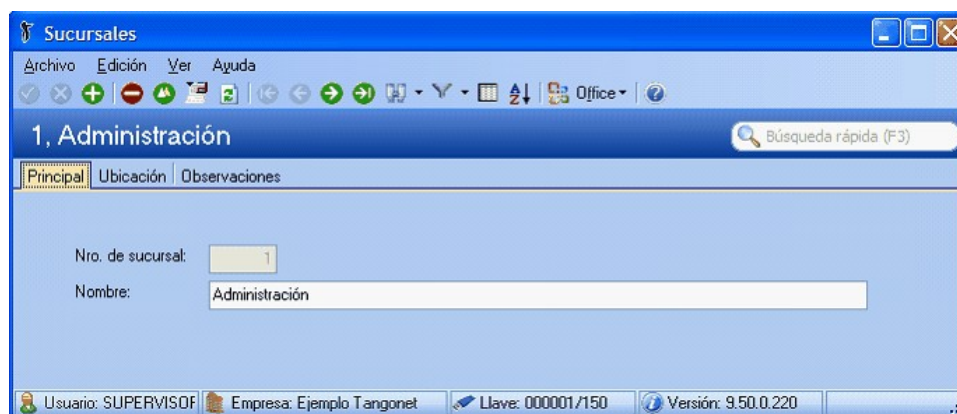 Sucursales
Archivo Edición Ver Ayuda
Office
1, Administración
Búsqueda rápida (F3)
Principal Ubicación Observaciones
Nro. de sucursal: 1
Nombre: Administración
Usuario: SUPERVISOR Empresa: Ejemplo Tangonet Llave: 000001/150 Versión: 9.50.0.220